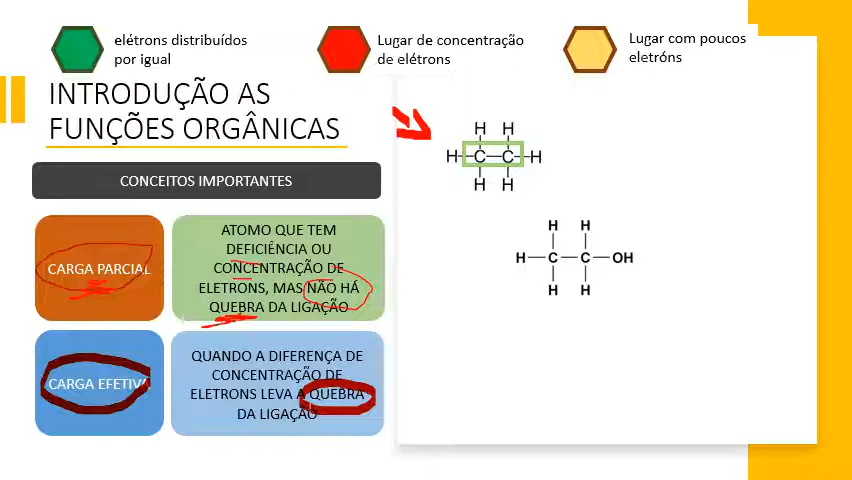 elétrons distribuídos
por igual
Lugar de concentração
de elétrons
Lugar com poucos
eletróns
INTRODUÇÃO AS
FUNÇÕES ORGÂNICAS
CONCEITOS IMPORTANTES
CARGA PARCIAL
ATOMO QUE TEM
DEFICIÊNCIA OU
CONCENTRAÇÃO DE
ELETRONS, MAS NÃO HÁ
QUEBRA DA LIGAÇÃO
CARGA EFETIVA
QUANDO A DIFERENÇA DE
CONCENTRAÇÃO DE
ELETRONS LEVA A QUEBRA
DA LIGAÇÃO
H H
H C C H
H H
H H
H C C OH
H H